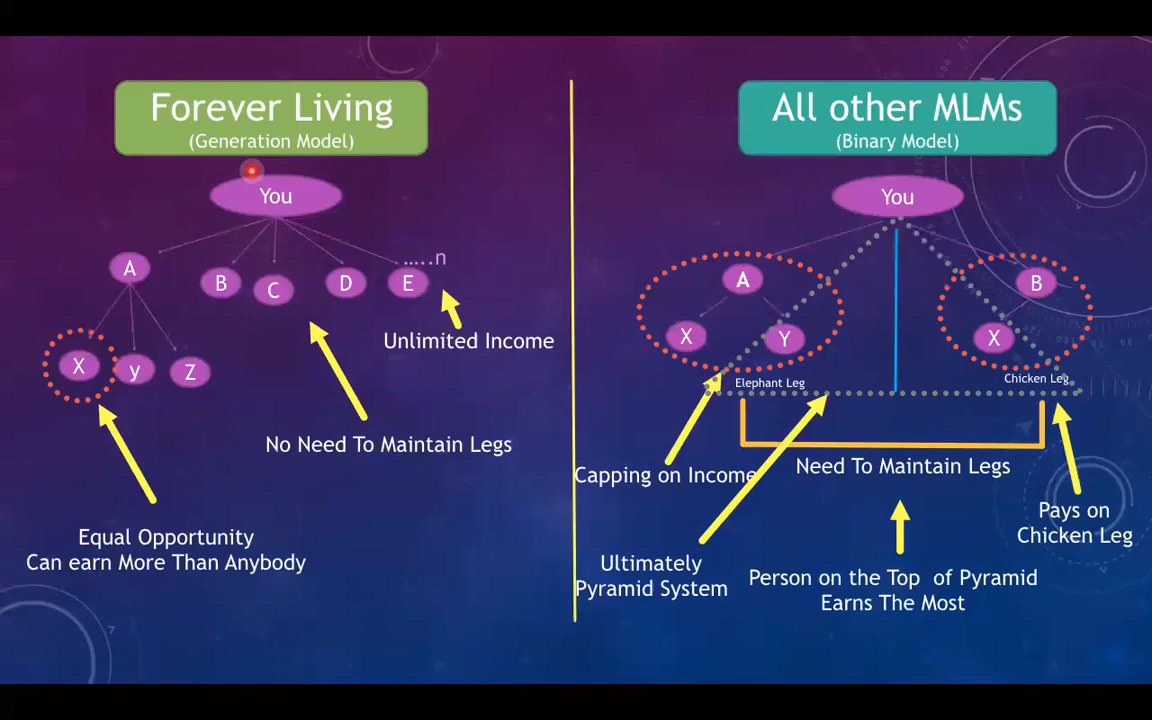 Forever Living
(Generation Model)
You
A
B
C
D
E
.....n
Unlimited Income
X
y
Z
No Need To Maintain Legs
Equal Opportunity
Can earn More Than Anybody
All other MLMs
(Binary Model)
You
A
B
X
Y
X
Elephant Leg
Chicken Leg
Capping on Income
Need To Maintain Legs
Pays on
Chicken Leg
Ultimately
Pyramid System
Person on the Top of Pyramid
Earns The Most